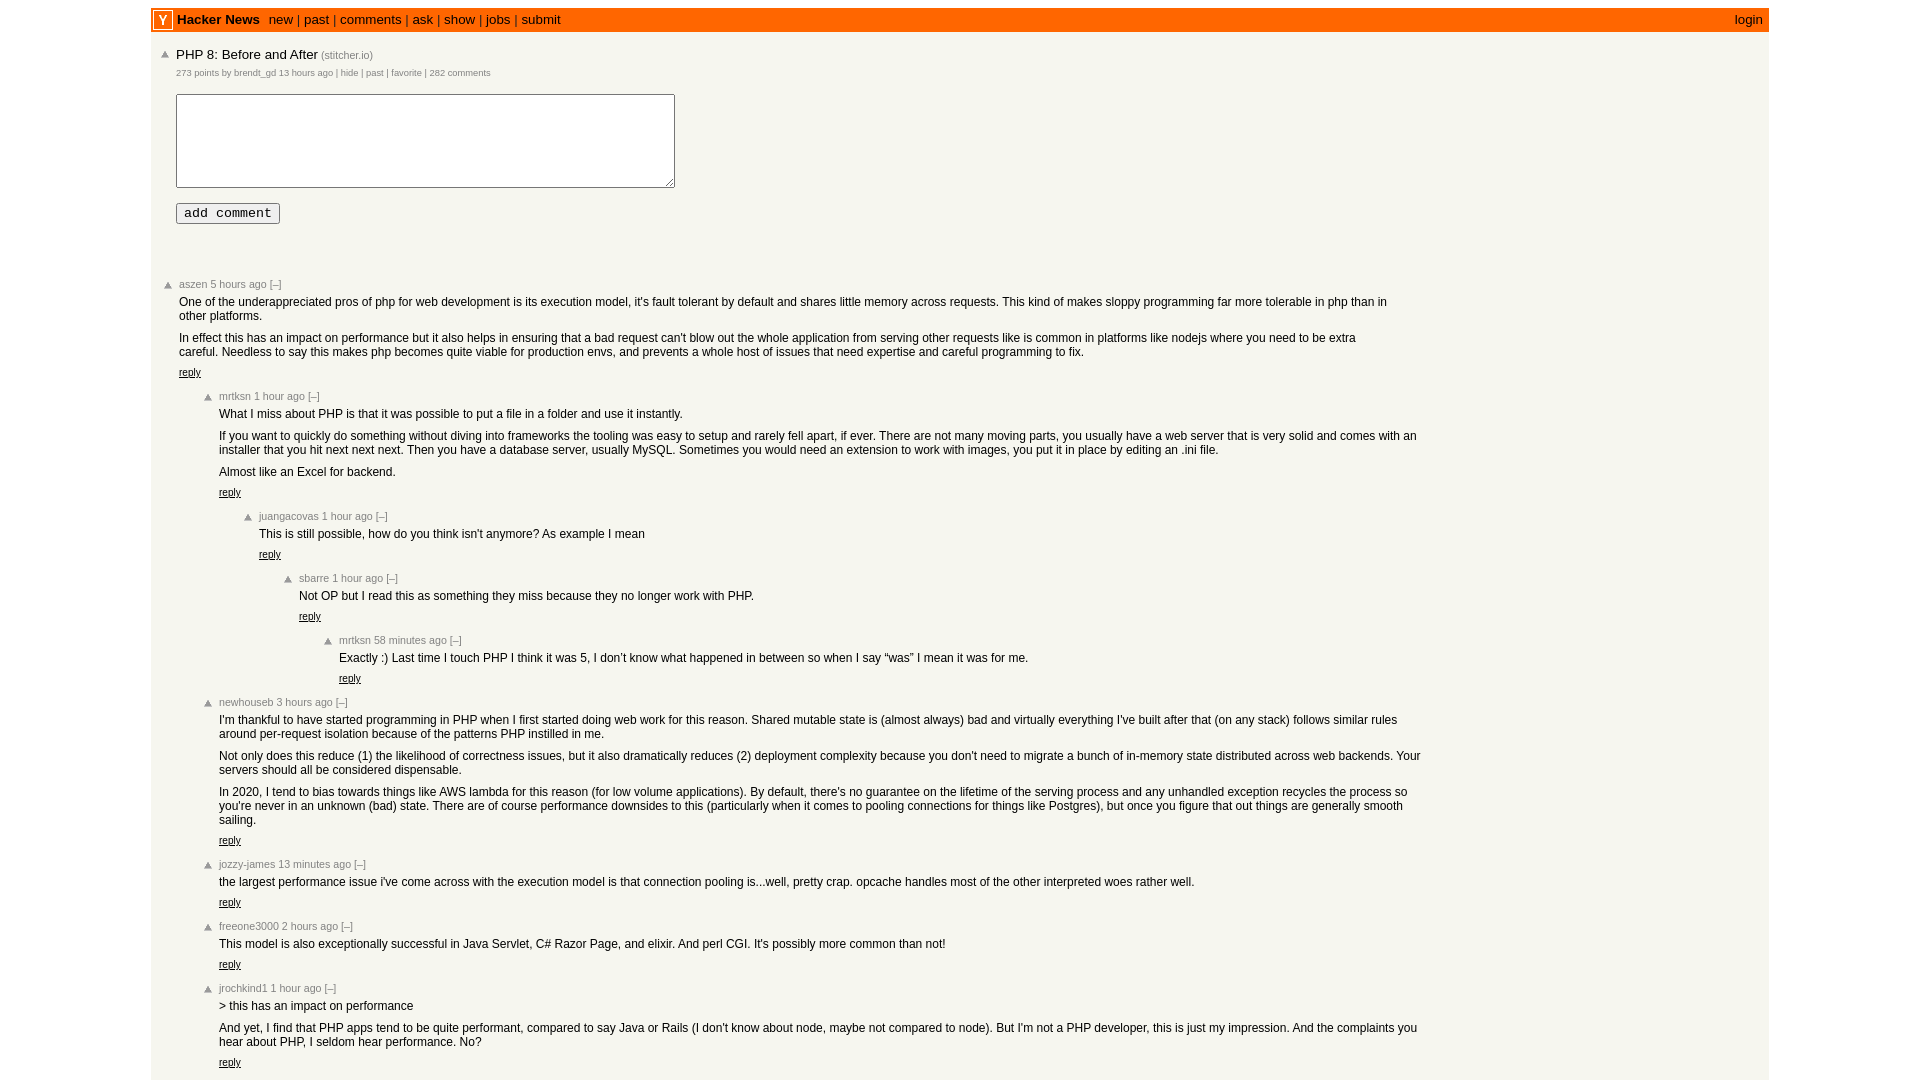 Y Hacker News new | past | comments | ask | show | jobs | submit login
PHP 8: Before and After (stitcher.io)
273 points by brendt_gd 13 hours ago | hide | past | favorite | 282 comments
add comment
aszen 5 hours ago [–]
One of the underappreciated pros of php for web development is its execution model, it's fault tolerant by default and shares little memory across requests. This kind of makes sloppy programming far more tolerable in php than in
other platforms.
In effect this has an impact on performance but it also helps in ensuring that a bad request can't blow out the whole application from serving other requests like is common in platforms like nodejs where you need to be extra
careful. Needless to say this makes php becomes quite viable for production envs, and prevents a whole host of issues that need expertise and careful programming to fix.
reply
mrtksn 1 hour ago [–]
What I miss about PHP is that it was possible to put a file in a folder and use it instantly.
If you want to quickly do something without diving into frameworks the tooling was easy to setup and rarely fell apart, if ever. There are not many moving parts, you usually have a web server that is very solid and comes with an
installer that you hit next next next. Then you have a database server, usually MySQL. Sometimes you would need an extension to work with images, you put it in place by editing an .ini file.
Almost like an Excel for backend.
reply
juangacovas 1 hour ago [–]
This is still possible, how do you think isn't anymore? As example I mean
reply
sbarre 1 hour ago [–]
Not OP but I read this as something they miss because they no longer work with PHP.
reply
mrtksn 58 minutes ago [–]
Exactly :) Last time I touch PHP I think it was 5, I don’t know what happened in between so when I say “was” I mean it was for me.
reply
newhouseb 3 hours ago [–]
I'm thankful to have started programming in PHP when I first started doing web work for this reason. Shared mutable state is (almost always) bad and virtually everything I've built after that (on any stack) follows similar rules
around per-request isolation because of the patterns PHP instilled in me.
Not only does this reduce (1) the likelihood of correctness issues, but it also dramatically reduces (2) deployment complexity because you don't need to migrate a bunch of in-memory state distributed across web backends. Your
servers should all be considered dispensable.
In 2020, I tend to bias towards things like AWS lambda for this reason (for low volume applications). By default, there's no guarantee on the lifetime of the serving process and any unhandled exception recycles the process so
you're never in an unknown (bad) state. There are of course performance downsides to this (particularly when it comes to pooling connections for things like Postgres), but once you figure that out things are generally smooth
sailing.
reply
jozzy-james 13 minutes ago [–]
the largest performance issue i've come across with the execution model is that connection pooling is...well, pretty crap. opcache handles most of the other interpreted woes rather well.
reply
freeone3000 2 hours ago [–]
This model is also exceptionally successful in Java Servlet, C# Razor Page, and elixir. And perl CGI. It's possibly more common than not!
reply
jrochkind1 1 hour ago [–]
> this has an impact on performance
And yet, I find that PHP apps tend to be quite performant, compared to say Java or Rails (I don't know about node, maybe not compared to node). But I'm not a PHP developer, this is just my impression. And the complaints you
hear about PHP, I seldom hear performance. No?
reply